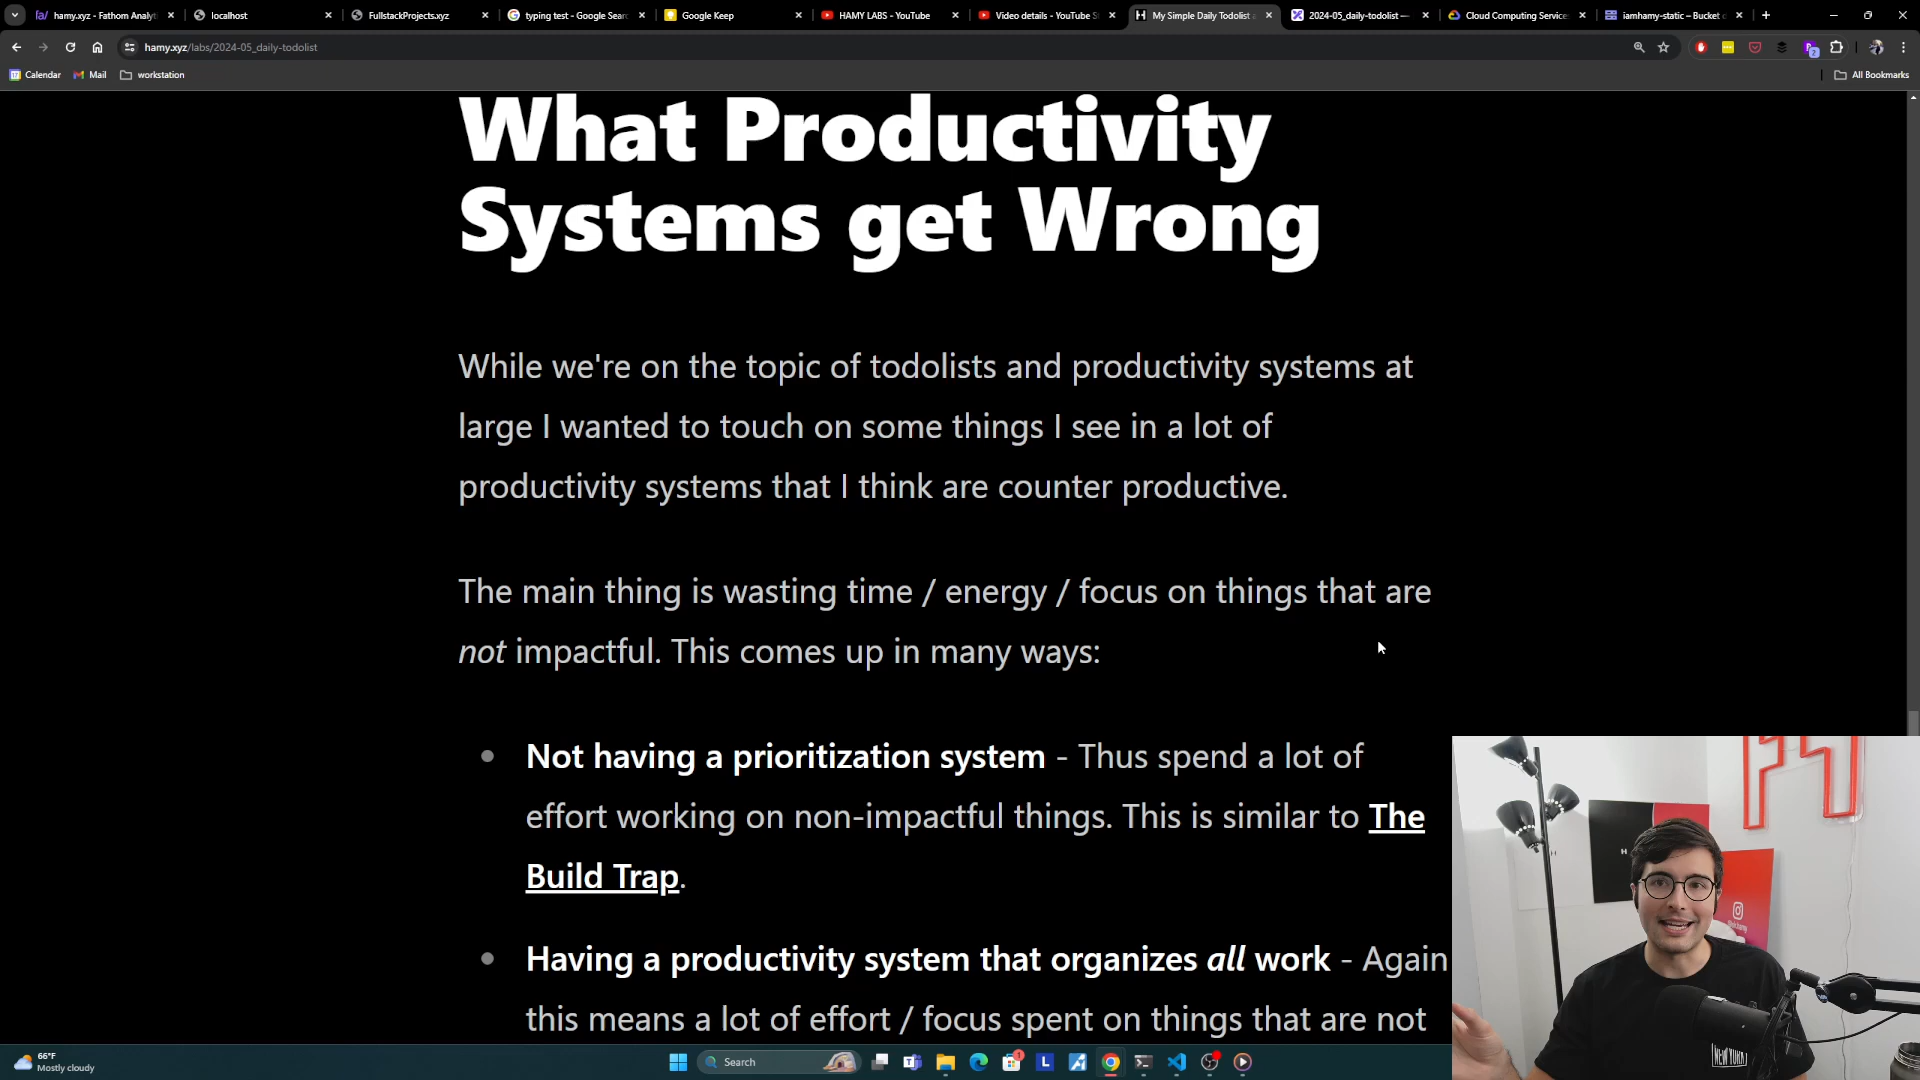 hamy.xyz – Fathom Analyt
localhost
FullstackProjects.xyz
typing test - Google Sear
Google Keep
HAMY LABS - YouTube
Video details - YouTube S
My Simple Daily Todolist
2024-05_daily-todolist —
Cloud Computing Service
iamhamy-static – Bucket
hamy.xyz/labs/2024-05_daily-todolist
Calendar
Mail
workstation
All Bookmarks
What Productivity
Systems get Wrong
While we're on the topic of todolists and productivity systems at
large I wanted to touch on some things I see in a lot of
productivity systems that I think are counter productive.
The main thing is wasting time / energy / focus on things that are
not impactful. This comes up in many ways:
Not having a prioritization system - Thus spend a lot of
effort working on non-impactful things. This is similar to The
Build Trap.
Having a productivity system that organizes all work - Again
this means a lot of effort / focus spent on things that are not
NEW YORK
66°F
Mostly cloudy
Search